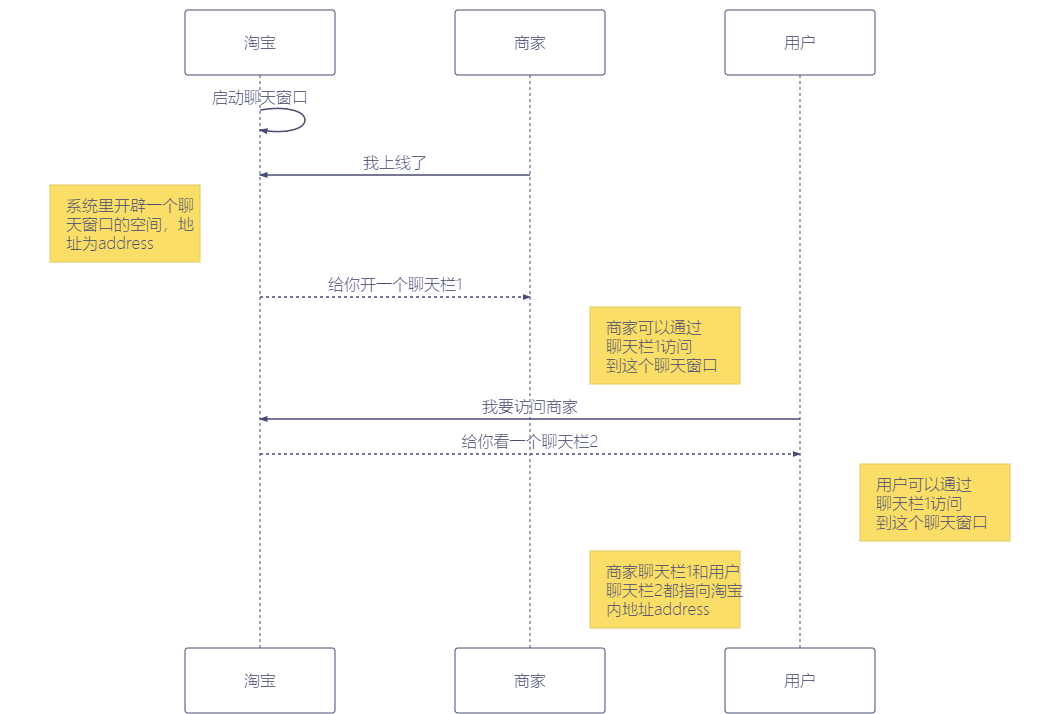 淘宝
商家
用户
启动聊天窗口
我上线了
系统里开辟一个聊
天窗口的空间，地
址为address
给你开一个聊天栏1
商家可以通过
聊天栏1访问
到这个聊天窗口
我要访问商家
给你看一个聊天栏2
用户可以通过
聊天栏1访问
到这个聊天窗口
商家聊天栏1和用户
聊天栏2都指向淘宝
内地址address
淘宝
商家
用户